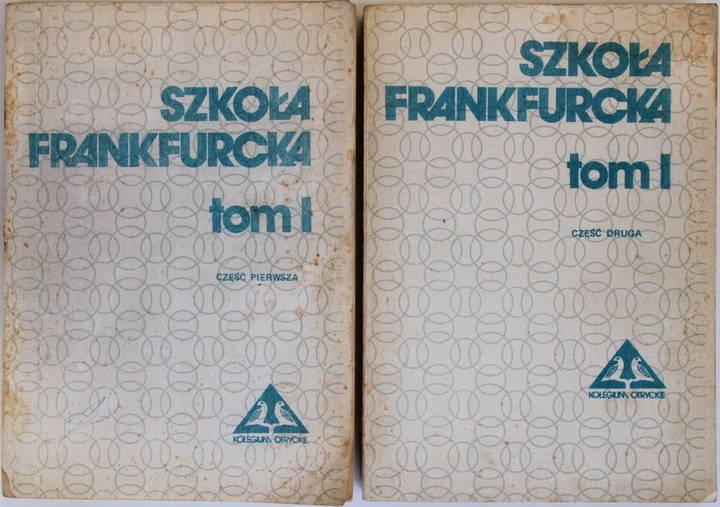 SZKOŁA
FRANKFURCKA
tom I
CZĘŚĆ PIERWSZA
KOLEGIUM OTRYCKIE
SZKOŁA
FRANKFURCKA
tom I
CZĘŚĆ DRUGA
KOLEGIUM OTRYCKIE